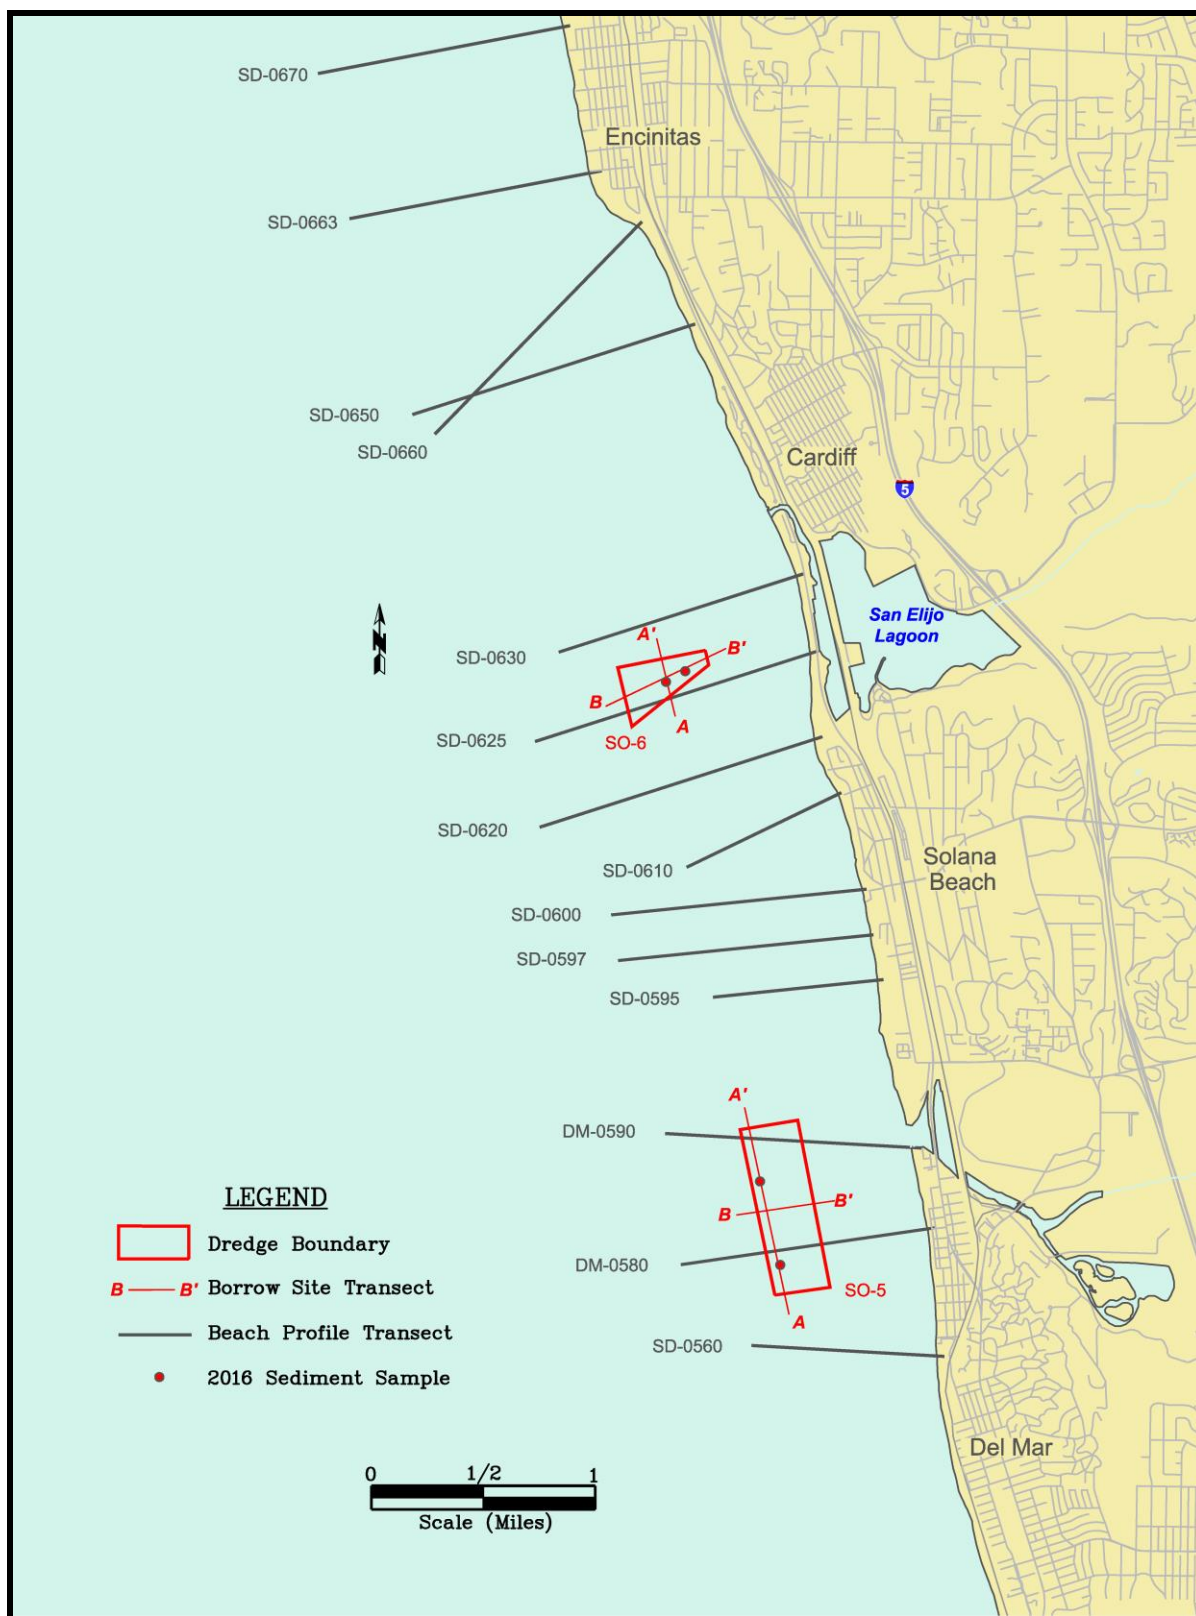 SD-0670
Encinitas
SD-0663
SD-0650
SD-0660
Cardiff
5
N
San Elijo
Lagoon
A'
B'
SD-0630
B
A
SD-0625
SO-6
SD-0620
Solana
Beach
SD-0610
SD-0600
SD-0597
SD-0595
A'
DM-0590
B
B'
DM-0580
SO-5
A
SD-0560
Del Mar
LEGEND
Dredge Boundary
B B' Borrow Site Transect
Beach Profile Transect
2016 Sediment Sample
0 1/2 1
Scale (Miles)